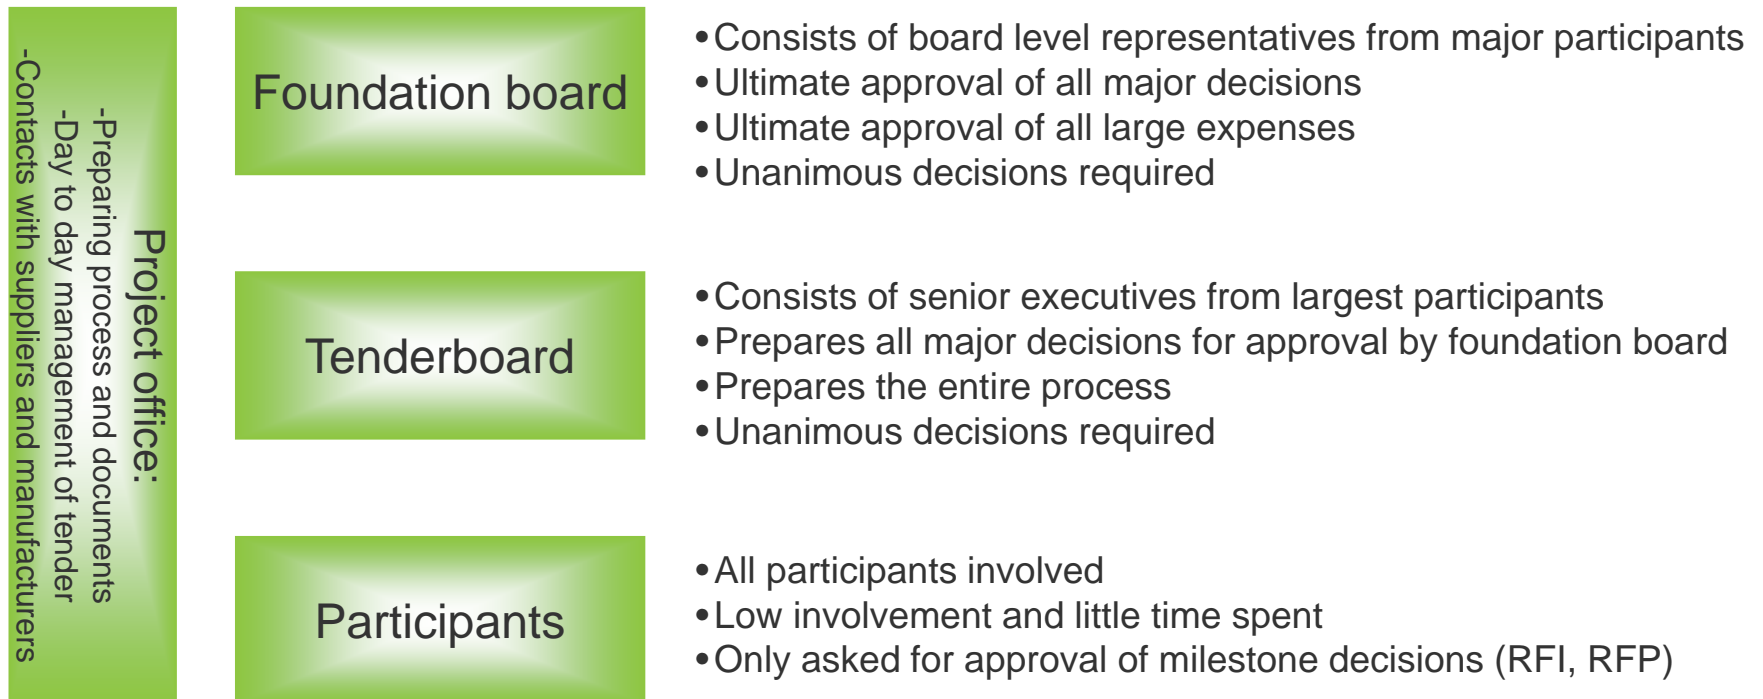 Project office:
-Preparing process and documents
-Day to day management of tender
-Contacts with suppliers and manufacturers
Foundation board
•Consists of board level representatives from major participants
•Ultimate approval of all major decisions
•Ultimate approval of all large expenses
•Unanimous decisions required
Tenderboard
•Consists of senior executives from largest participants
•Prepares all major decisions for approval by foundation board
•Prepares the entire process
•Unanimous decisions required
Participants
•All participants involved
•Low involvement and little time spent
•Only asked for approval of milestone decisions (RFI, RFP)